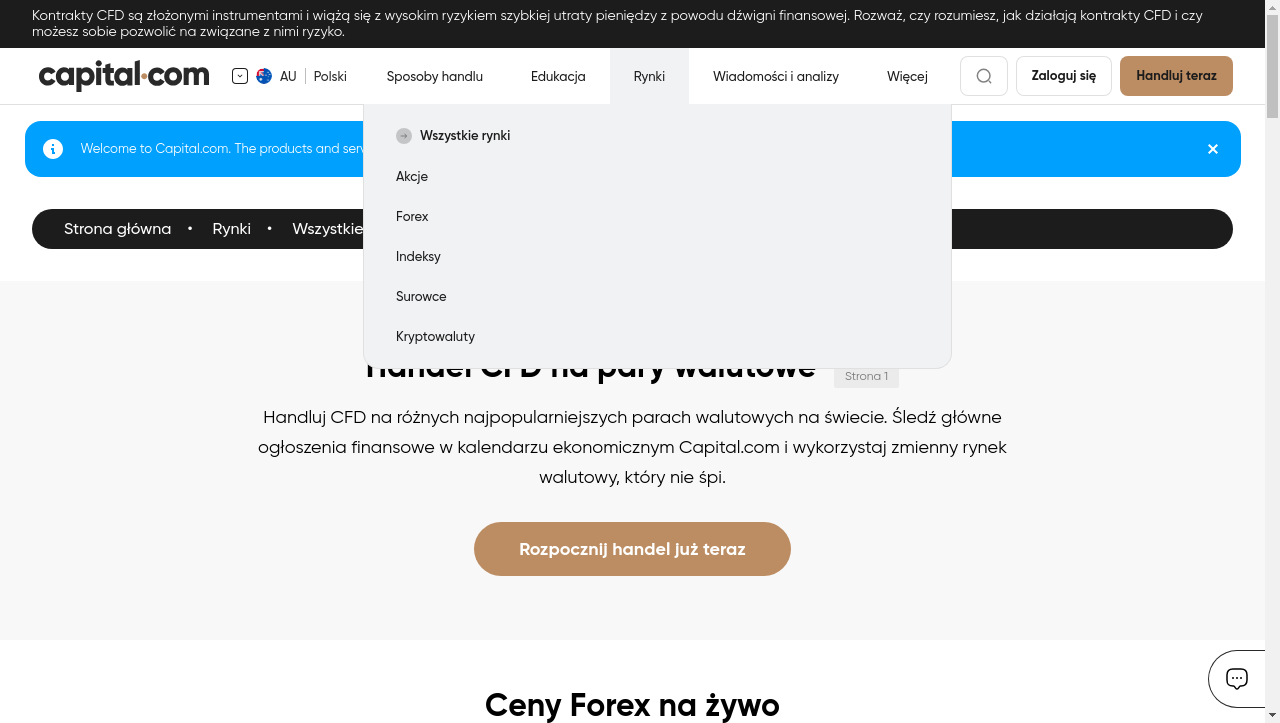 Kontrakty CFD są złożonymi instrumentami i wiążą się z wysokim ryzykiem szybkiej utraty pieniędzy z powodu dźwigni finansowej. Rozważ, czy rozumiesz, jak działają kontrakty CFD i czy
możesz sobie pozwolić na związane z nimi ryzyko.
capital.com
AU
Polski
Sposoby handlu
Edukacja
Rynki
Wiadomości i analizy
Więcej
Zaloguj się
Handluj teraz
Wszystkie rynki
Akcje
Forex
Indeksy
Surowce
Kryptowaluty
Welcome to Capital.com. The products and
Strona główna • Rynki • Wszystkie
Handel CFD na pary walutowe
Strona 1
Handluj CFD na różnych najpopularniejszych parach walutowych na świecie. Śledź główne
ogłoszenia finansowe w kalendarzu ekonomicznym Capital.com i wykorzystaj zmienny rynek
walutowy, który nie śpi.
Rozpocznij handel już teraz
Ceny Forex na żywo